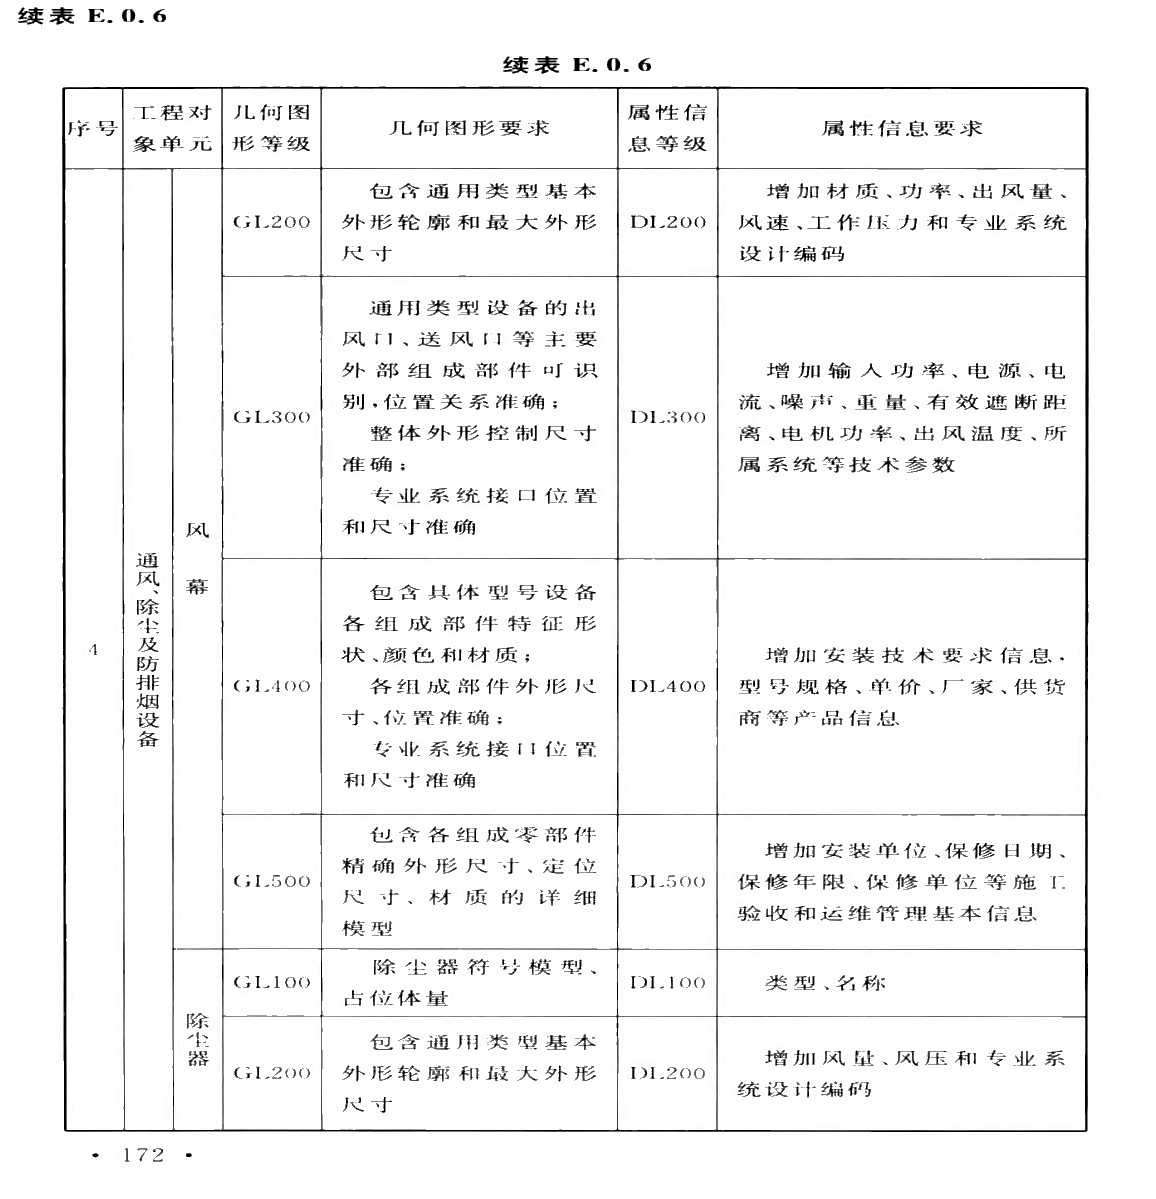 续表 E.0.6
续表 E.0.6
序号
工程对
象单元
几何图
形等级
几何图形要求
属性信
息等级
属性信息要求
4
通风、除尘及防排烟设备
风幕
GL200
包含通用类型基本
外形轮廓和最大外形
尺寸
DL200
增加材质、功率、出风量、
风速、工作压力和专业系统
设计编码
GL300
通用类型设备的出
风口、送风口等主要
外部组成部件可识
别,位置关系准确;
整体外形控制尺寸
准确;
专业系统接口位置
和尺寸准确
DL300
增加输入功率、电源、电
流、噪声、重量、有效遮断距
离、电机功率、出风温度、所
属系统等技术参数
GL400
包含具体型号设备
各组成部件特征形
状、颜色和材质;
各组成部件外形尺
寸、位置准确;
专业系统接口位置
和尺寸准确
DL400
增加安装技术要求信息,
型号规格、单价、厂家、供货
商等产品信息
GL500
包含各组成零部件
精确外形尺寸、定位
尺寸、材质的详细
模型
DL500
增加安装单位、保修日期、
保修年限、保修单位等施工
验收和运维管理基本信息
除尘器
GL100
除尘器符号模型、
占位体量
DL100
类型、名称
GL200
包含通用类型基本
外形轮廓和最大外形
尺寸
DL200
增加风量、风压和专业系
统设计编码
· 172 ·